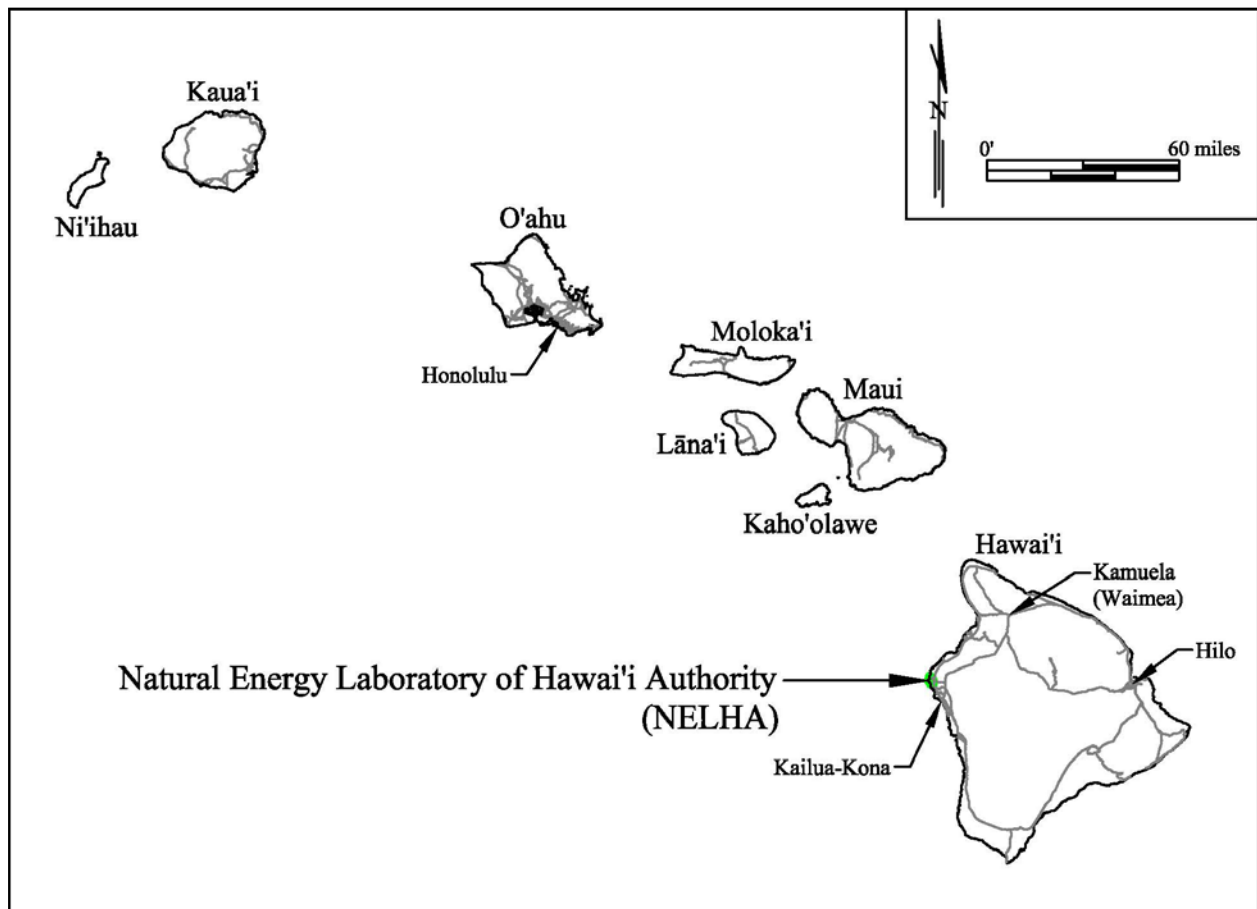 Kaua'i
N
0'
60 miles
Ni'ihau
O'ahu
Honolulu
Moloka'i
Maui
Lāna'i
Kaho'olawe
Hawai'i
Kamuela
(Waimea)
Hilo
Natural Energy Laboratory of Hawai'i Authority
(NELHA)
Kailua-Kona